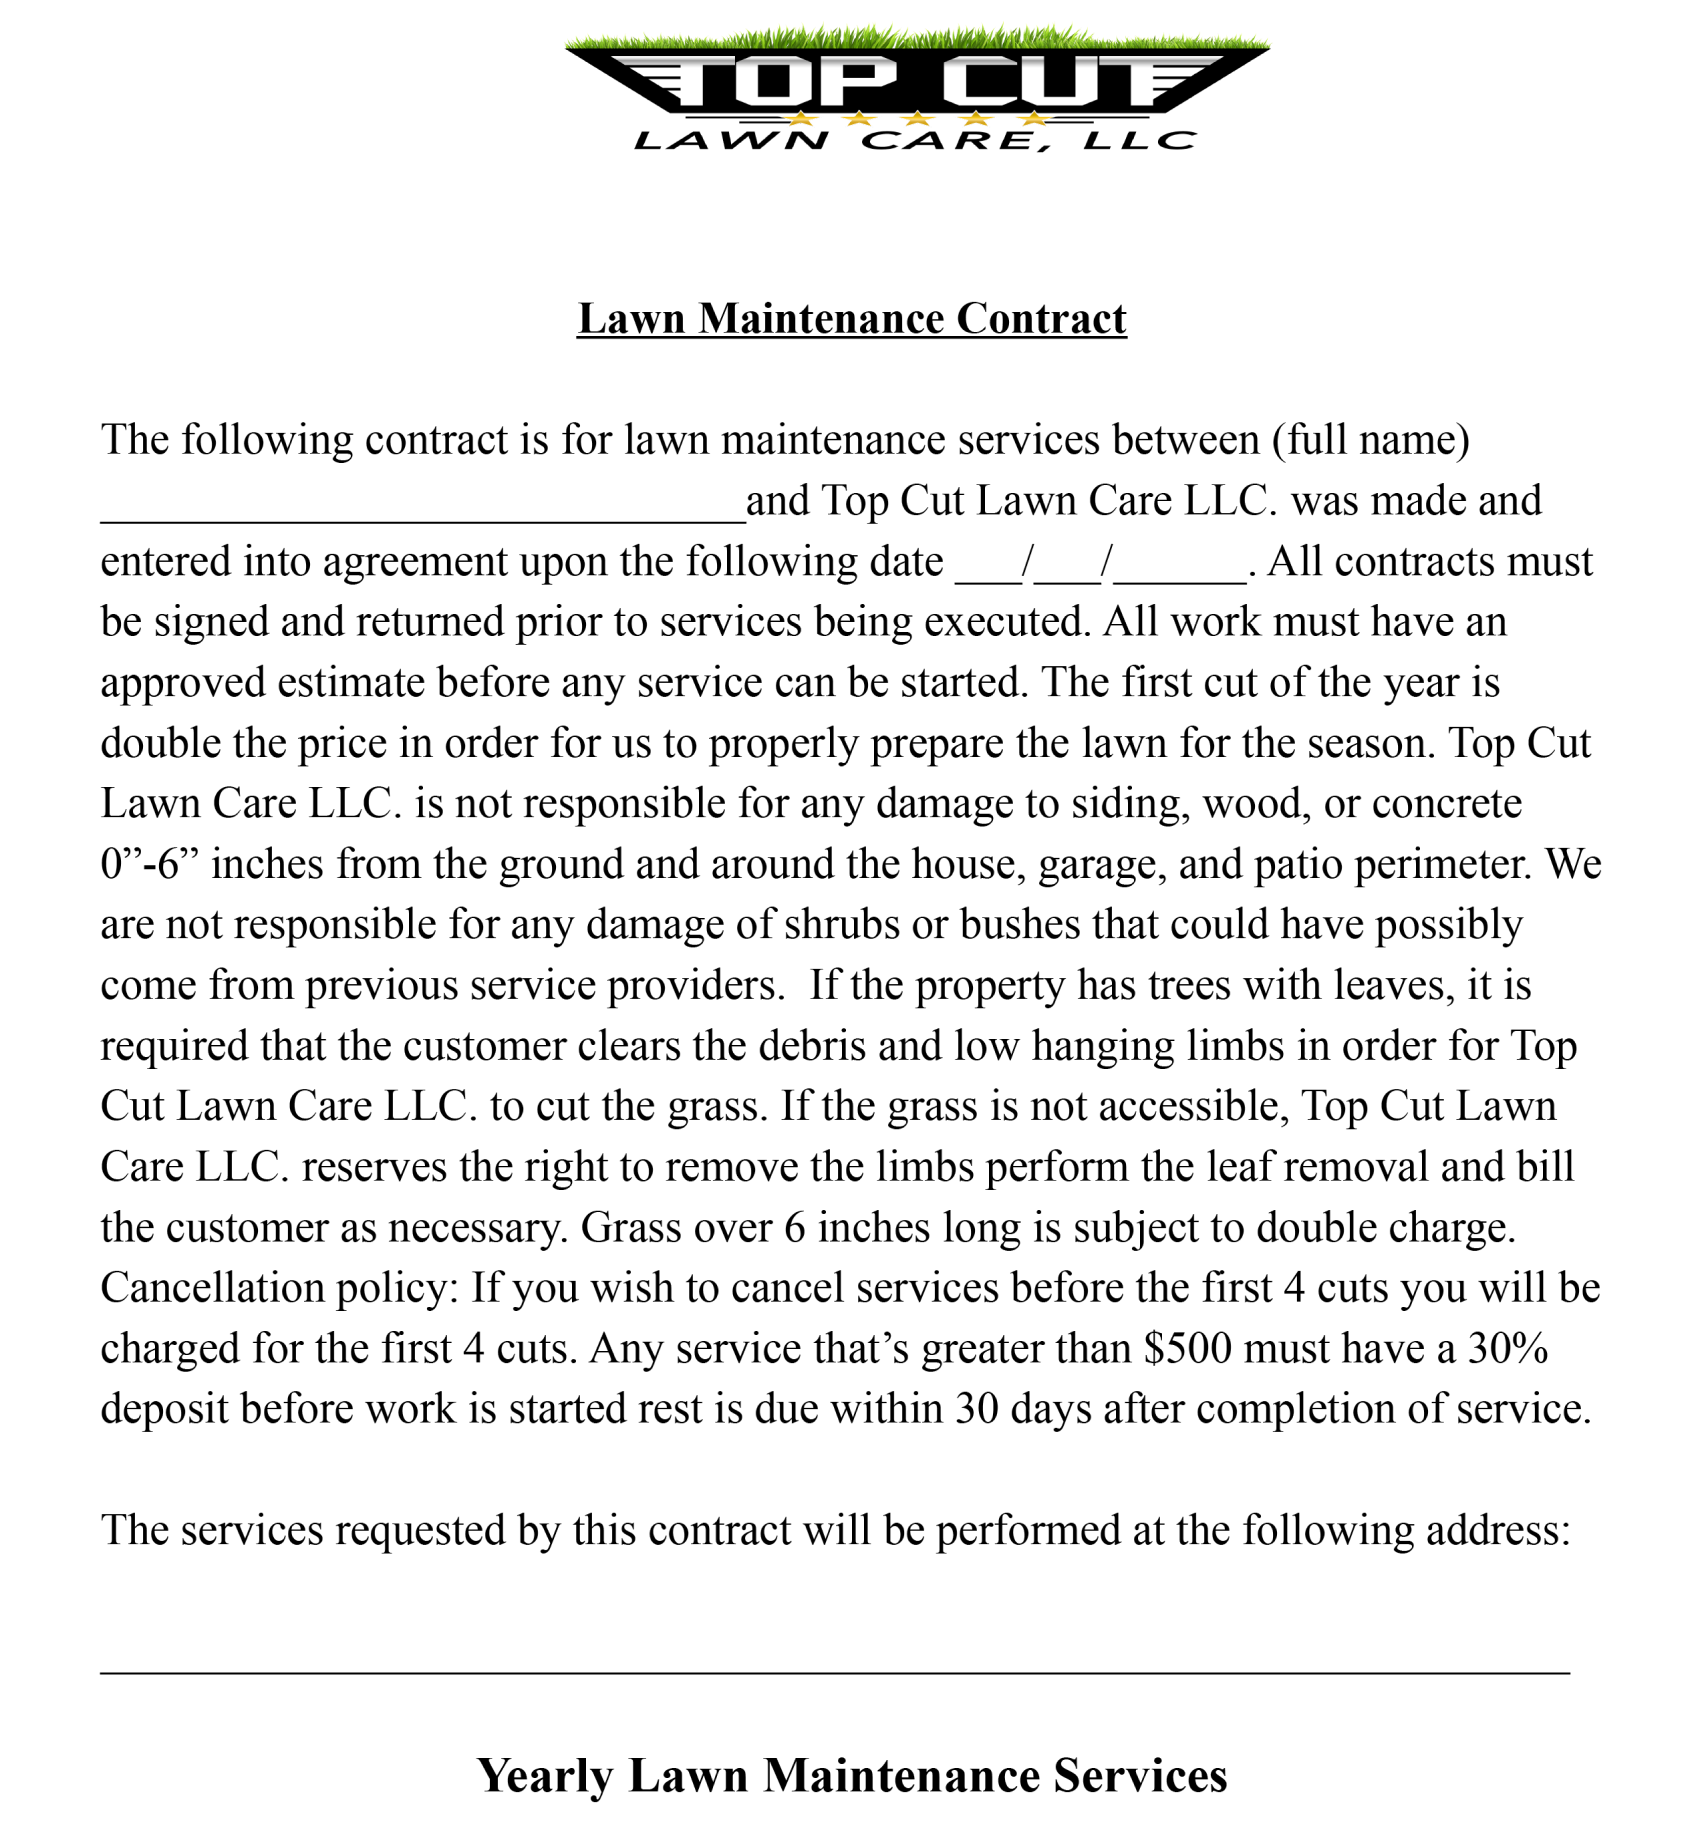 TOP CUT
LAWN CARE, LLC
Lawn Maintenance Contract
The following contract is for lawn maintenance services between (full name)
_____________________________and Top Cut Lawn Care LLC. was made and
entered into agreement upon the following date ___/___/______. All contracts must
be signed and returned prior to services being executed. All work must have an
approved estimate before any service can be started. The first cut of the year is
double the price in order for us to properly prepare the lawn for the season. Top Cut
Lawn Care LLC. is not responsible for any damage to siding, wood, or concrete
0”-6” inches from the ground and around the house, garage, and patio perimeter. We
are not responsible for any damage of shrubs or bushes that could have possibly
come from previous service providers.  If the property has trees with leaves, it is
required that the customer clears the debris and low hanging limbs in order for Top
Cut Lawn Care LLC. to cut the grass. If the grass is not accessible, Top Cut Lawn
Care LLC. reserves the right to remove the limbs perform the leaf removal and bill
the customer as necessary. Grass over 6 inches long is subject to double charge.
Cancellation policy: If you wish to cancel services before the first 4 cuts you will be
charged for the first 4 cuts. Any service that’s greater than $500 must have a 30%
deposit before work is started rest is due within 30 days after completion of service.
The services requested by this contract will be performed at the following address:
__________________________________________________________________
Yearly Lawn Maintenance Services